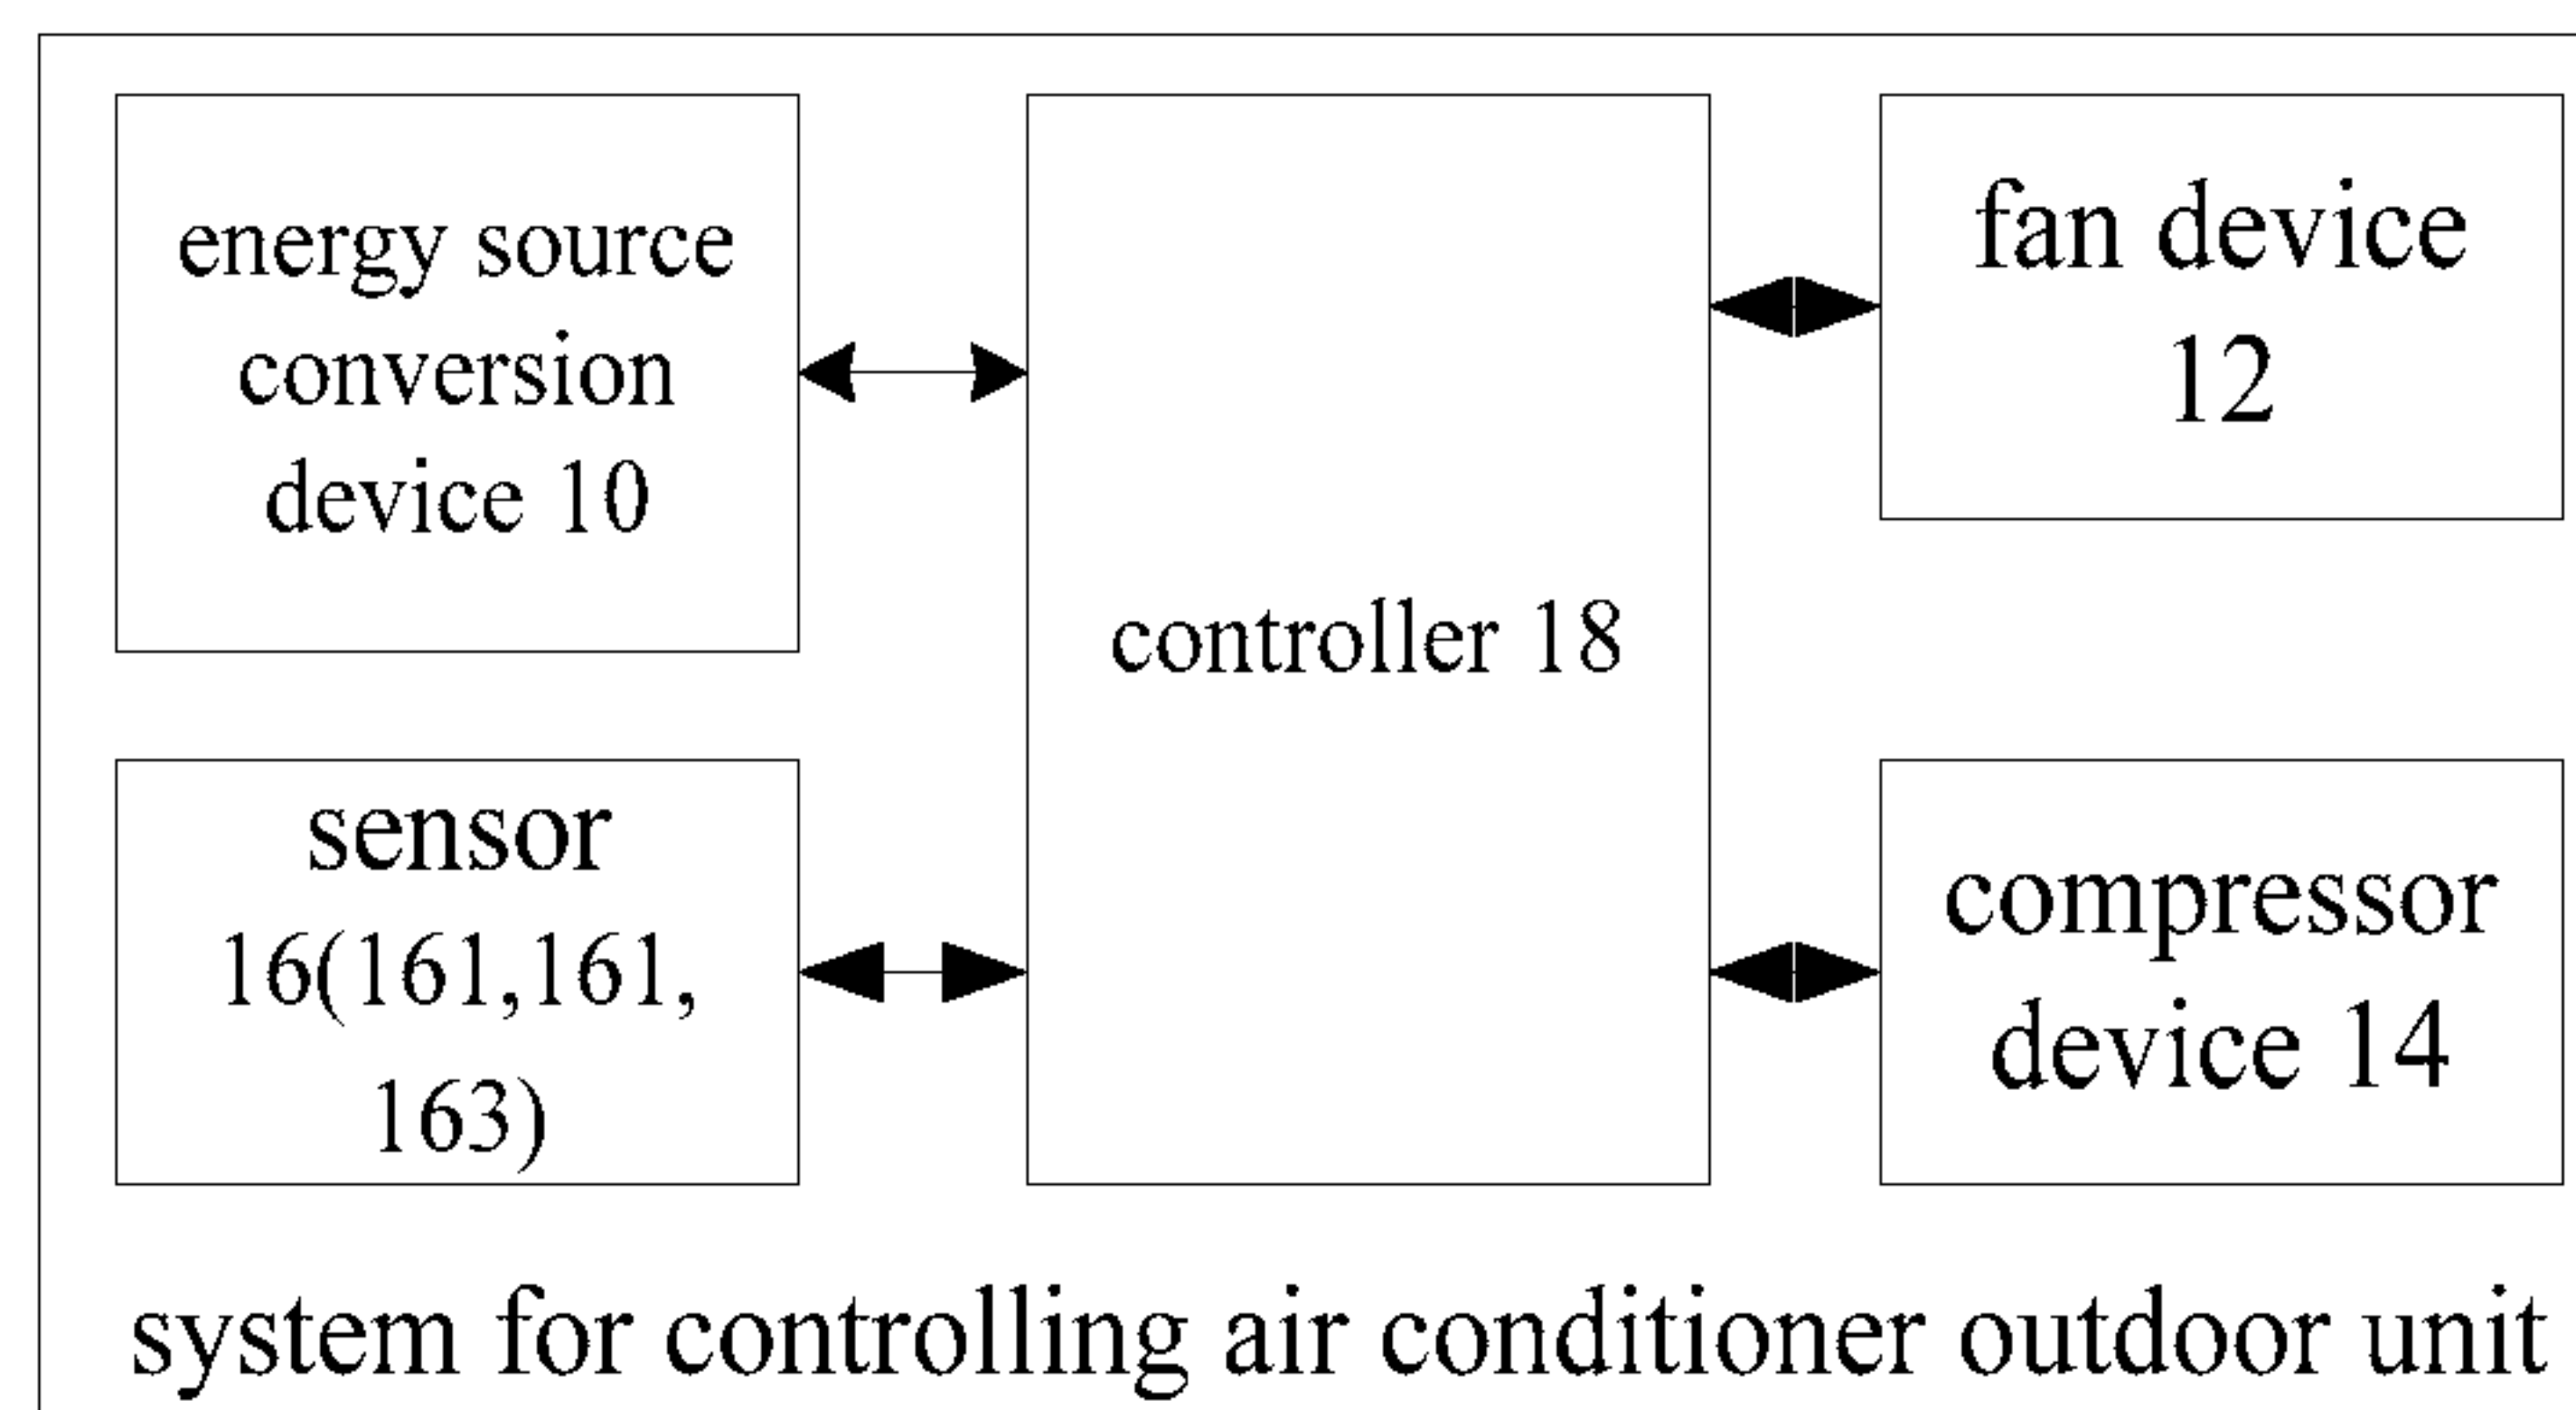 energy source
conversion
device 10
controller 18
fan device
12
sensor
16(161,161,
163)
compressor
device 14
system for controlling air conditioner outdoor unit